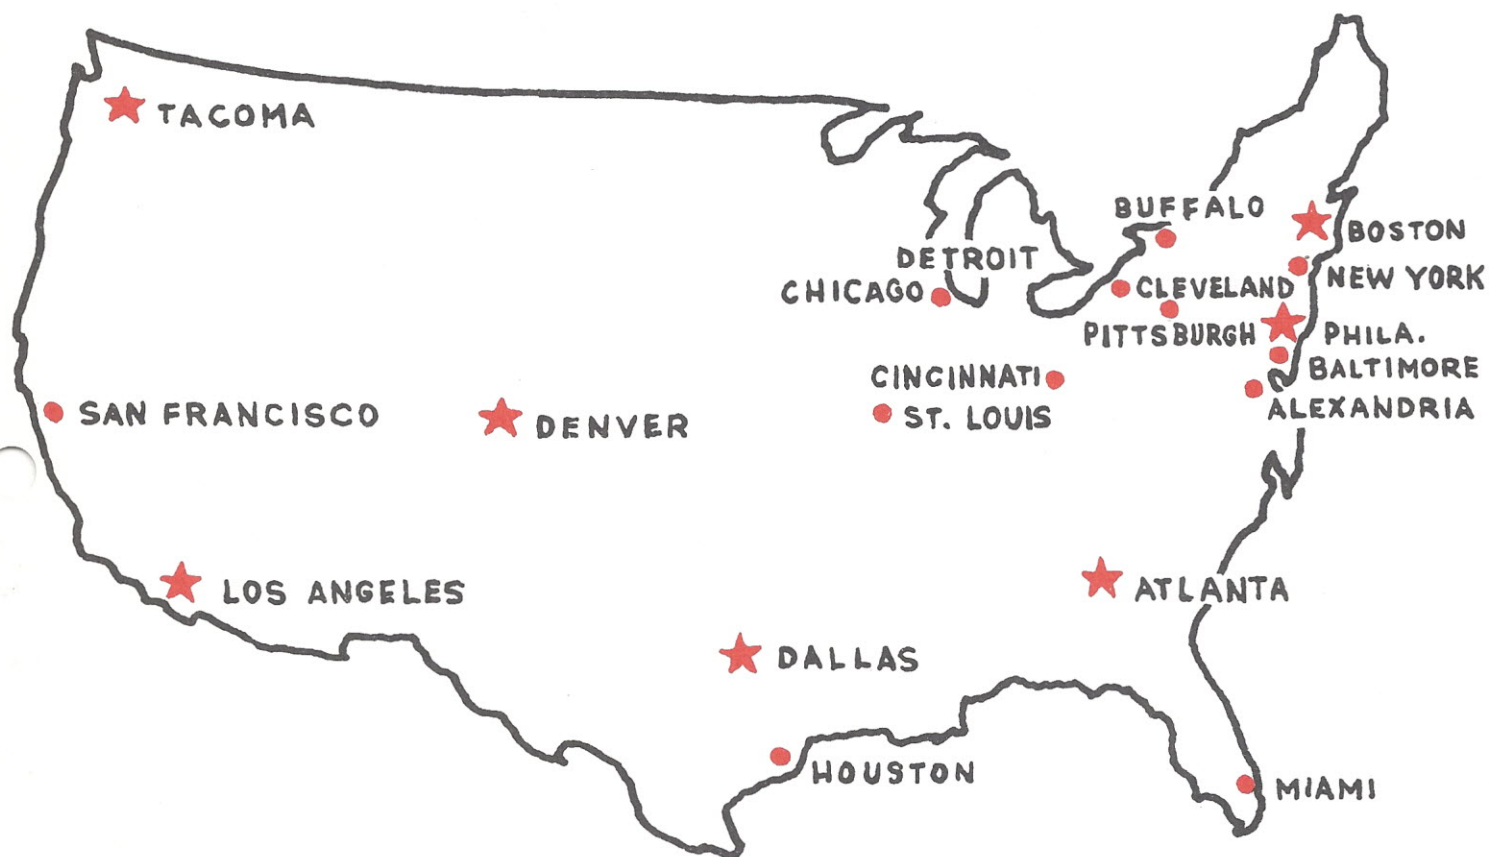 TACOMA
BUFFALO
BOSTON
DETROIT
NEW YORK
CHICAGO
CLEVELAND
PITTSBURGH
PHILA.
BALTIMORE
CINCINNATI
ALEXANDRIA
SAN FRANCISCO
ST. LOUIS
DENVER
LOS ANGELES
ATLANTA
DALLAS
HOUSTON
MIAMI